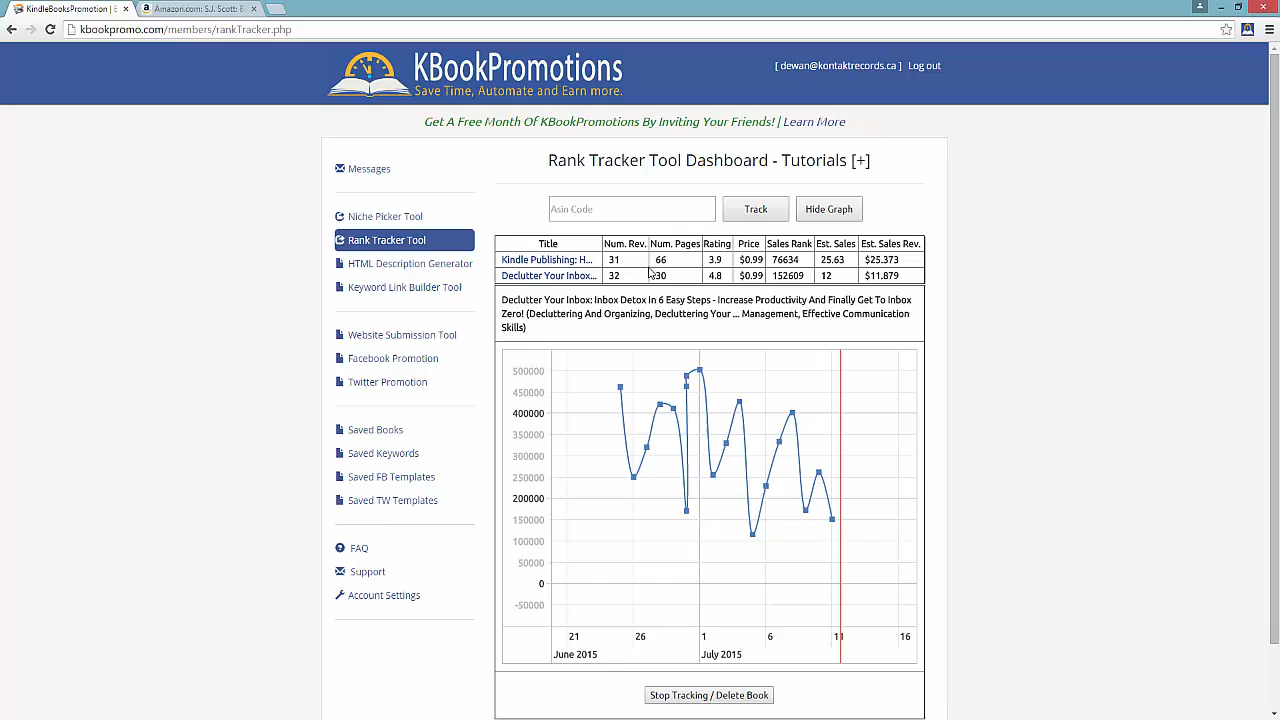 KindleBooksPromotion | E
Amazon.com: S.J. Scott: B
kbookpromo.com/members/rankTracker.php
KBookPromotions
Save Time, Automate and Earn more.
[ dewan@kontaktrecords.ca ] Log out
Get A Free Month Of KBookPromotions By Inviting Your Friends! | Learn More
Messages
Niche Picker Tool
Rank Tracker Tool
HTML Description Generator
Keyword Link Builder Tool
Website Submission Tool
Facebook Promotion
Twitter Promotion
Saved Books
Saved Keywords
Saved FB Templates
Saved TW Templates
FAQ
Support
Account Settings
Rank Tracker Tool Dashboard - Tutorials [+]
Asin Code Track Hide Graph
Title Num. Rev. Num. Pages Rating Price Sales Rank Est. Sales Est. Sales Rev.
Kindle Publishing: H... 31 66 3.9 $0.99 76634 25.63 $25.373
Declutter Your Inbox... 32 30 4.8 $0.99 152609 12 $11.879
Declutter Your Inbox: Inbox Detox In 6 Easy Steps - Increase Productivity And Finally Get To Inbox
Zero! (Decluttering And Organizing, Decluttering Your ... Management, Effective Communication
Skills)
500000
450000
400000
350000
300000
250000
200000
150000
100000
50000
0
-50000
21 26 1 6 11 16
June 2015 July 2015
Stop Tracking / Delete Book